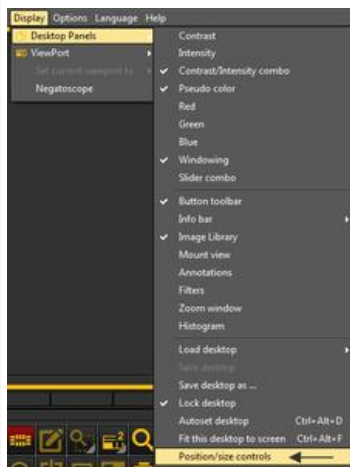 Display Options Language Help
Desktop Panels
ViewPort
Set current viewport to
Negatoscope
Contrast
Intensity
Contrast/Intensity combo
Pseudo color
Red
Green
Blue
Windowing
Slider combo
Button toolbar
Info bar
Image Library
Mount view
Annotations
Filters
Zoom window
Histogram
Load desktop
Save desktop
Save desktop as ...
Lock desktop
Autoset desktop Ctrl+Alt+D
Fit this desktop to screen Ctrl+Alt+F
Position/size controls